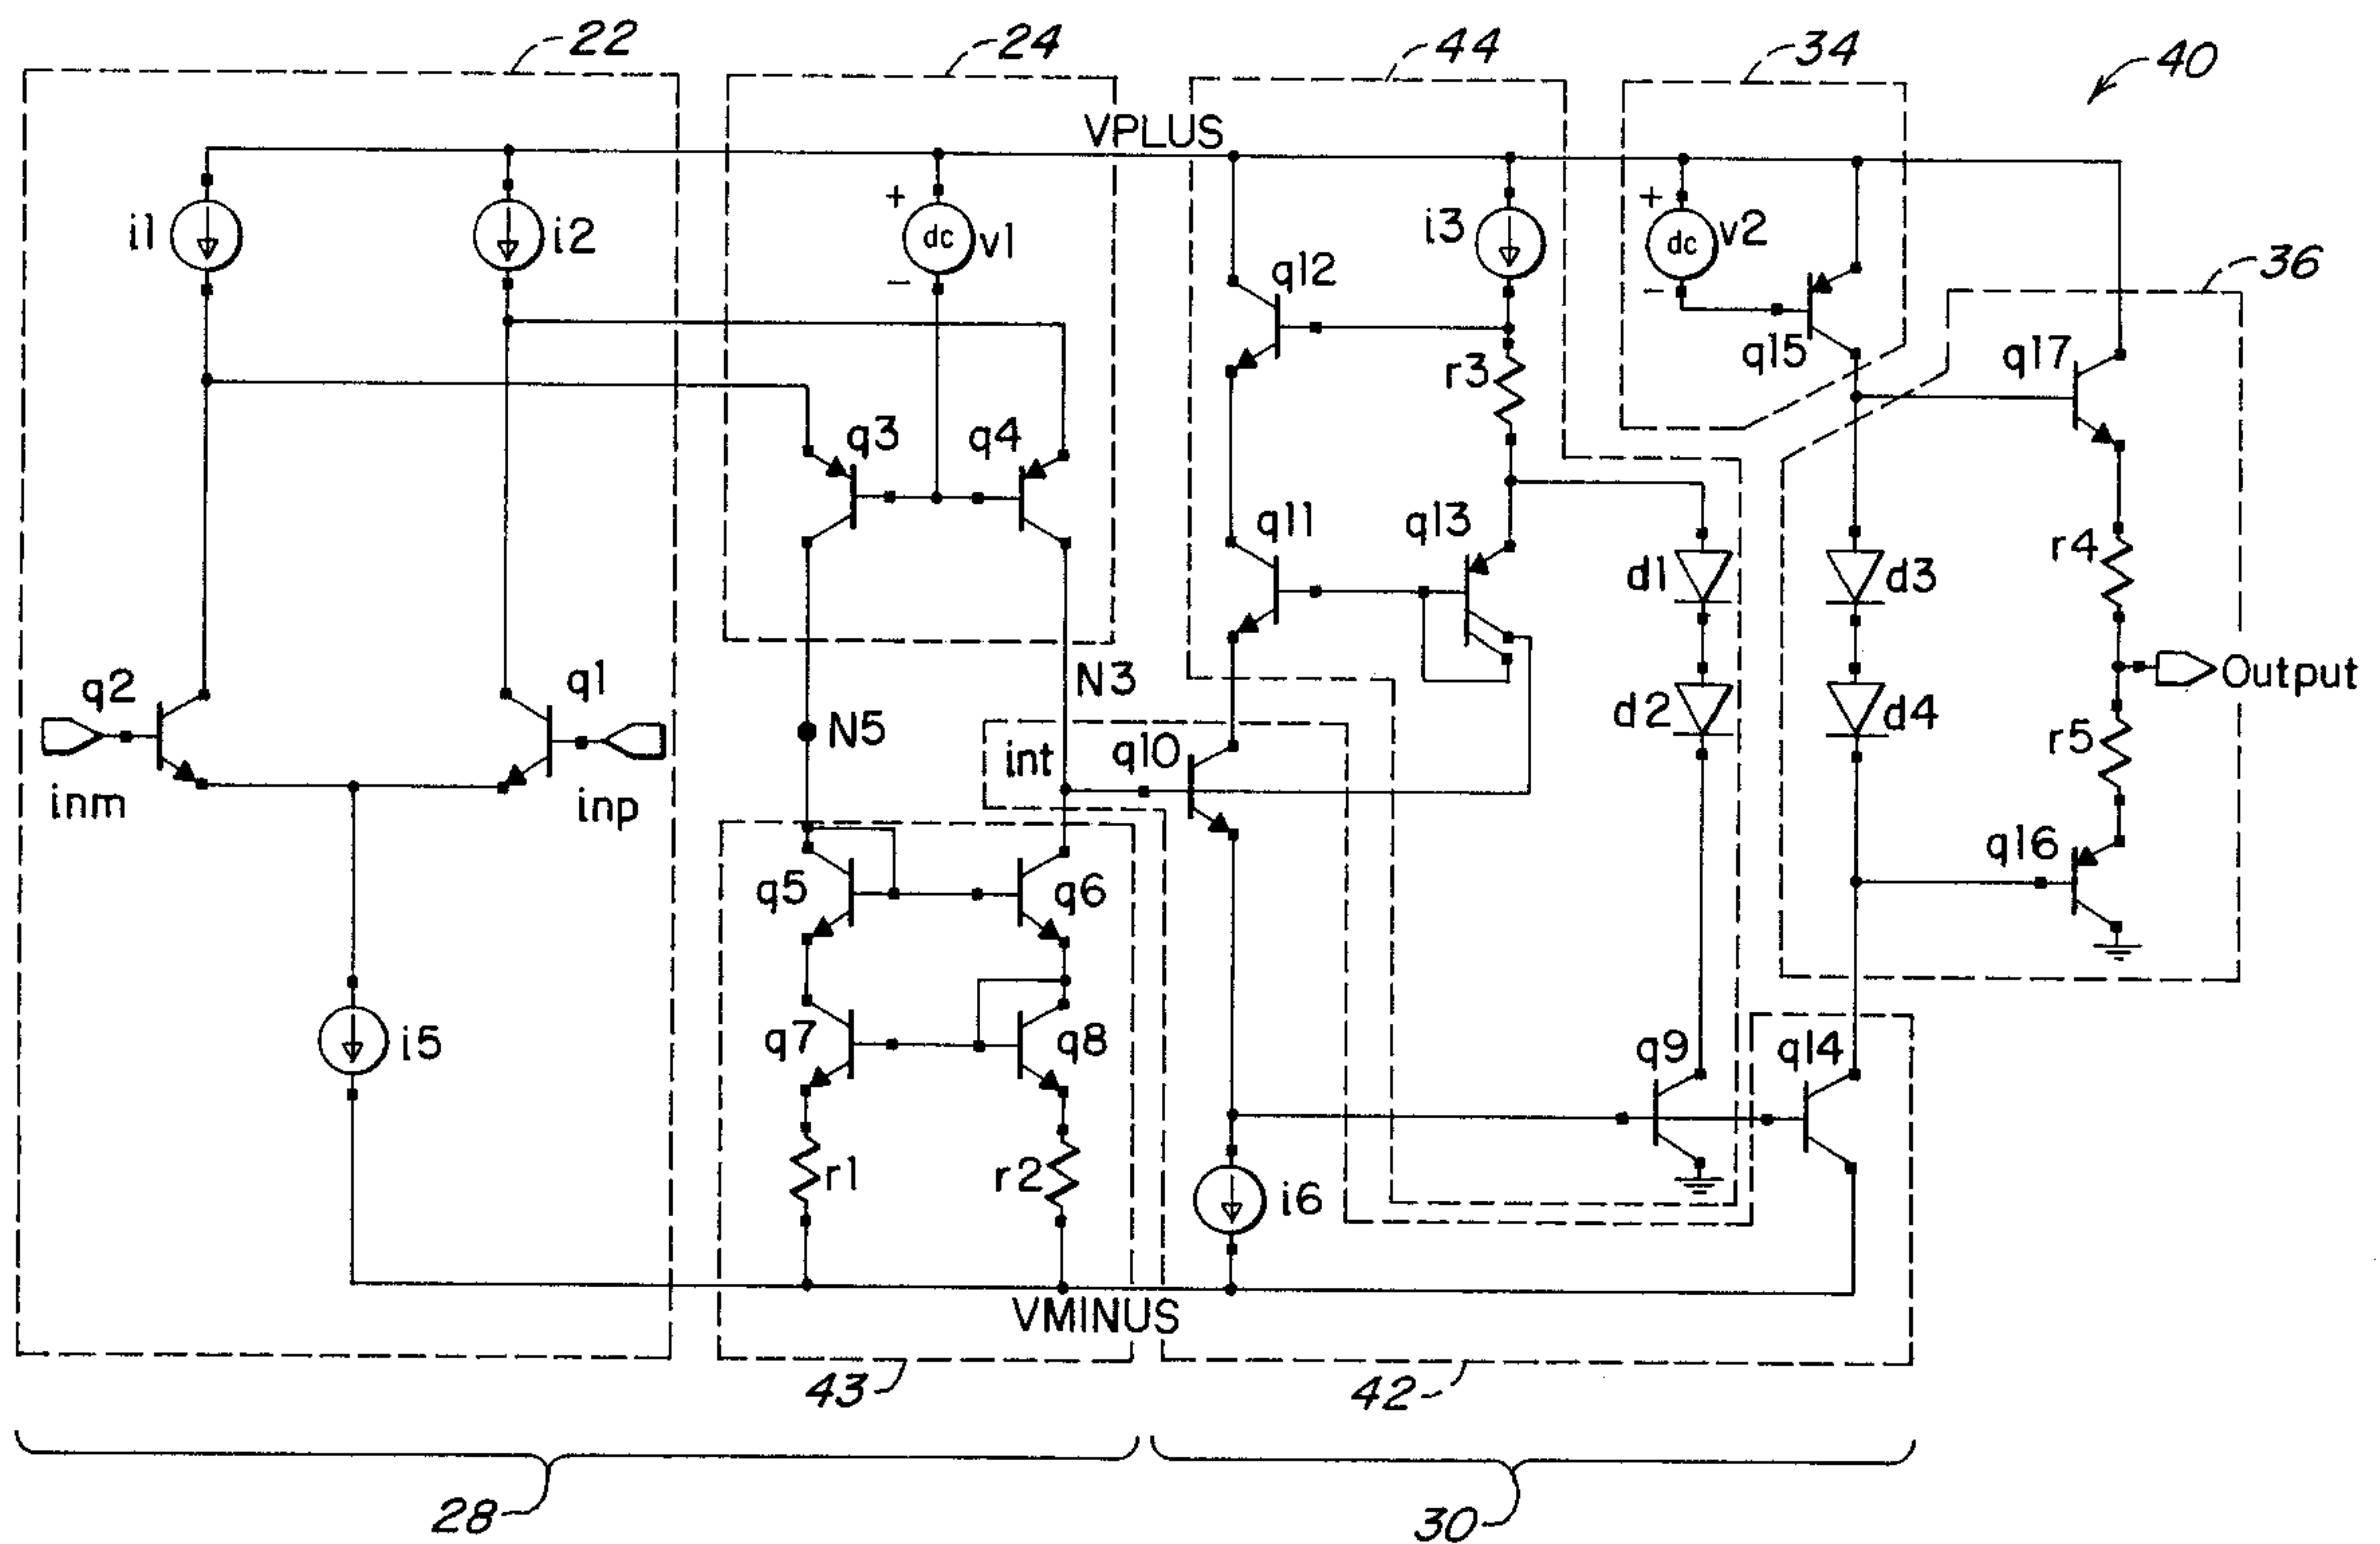 22
24
44
34
40
VPLUS
i1
i2
+
dc
v1
−
i3
+
dc
v2
−
36
q12
r3
q15
q17
q3
q4
q11
q13
d1
d3
r4
q2
q1
N3
N5
int
q10
d2
d4
Output
r5
inm
inp
q5
q6
q16
i5
q7
q8
q9
q14
r1
r2
i6
VMINUS
43
42
28
30